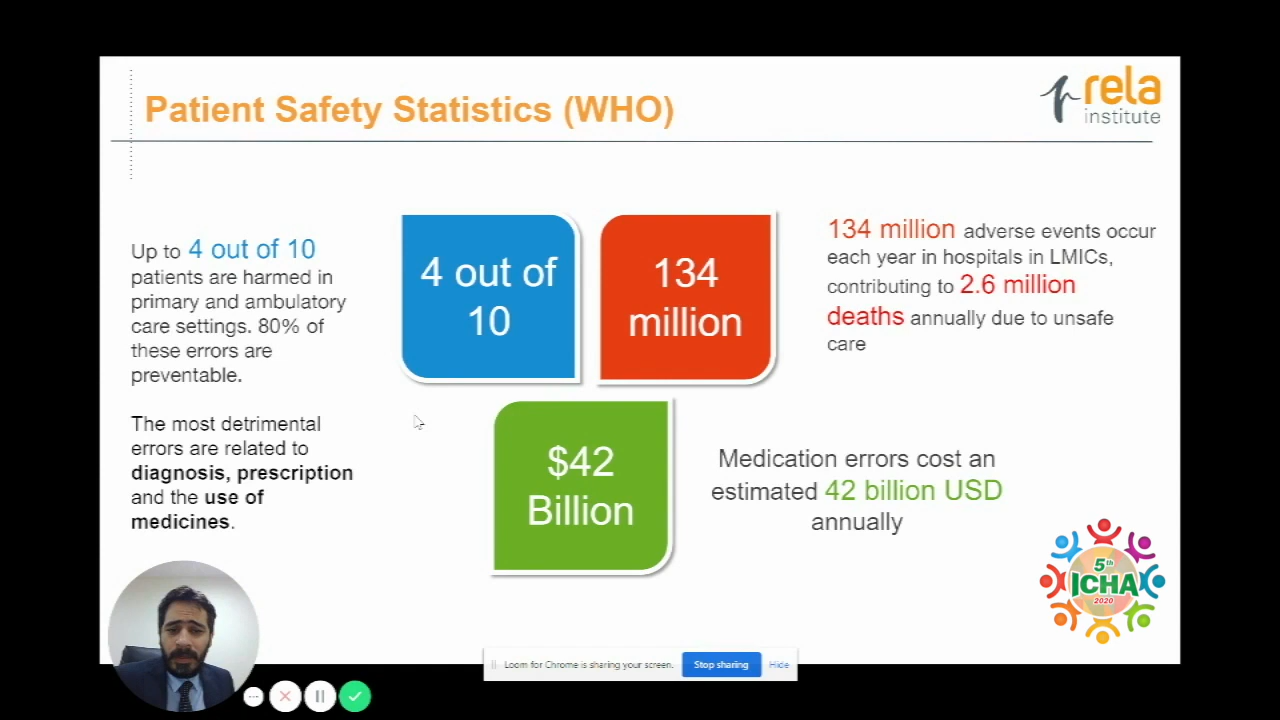 Patient Safety Statistics (WHO)
rela
institute
Up to 4 out of 10
patients are harmed in
primary and ambulatory
care settings. 80% of
these errors are
preventable.
The most detrimental
errors are related to
diagnosis, prescription
and the use of
medicines.
4 out of
10
134
million
$42
Billion
134 million adverse events occur
each year in hospitals in LMICs,
contributing to 2.6 million
deaths annually due to unsafe
care
Medication errors cost an
estimated 42 billion USD
annually
5th
ICHA
2020
Loom for Chrome is sharing your screen.
Stop sharing
Hide